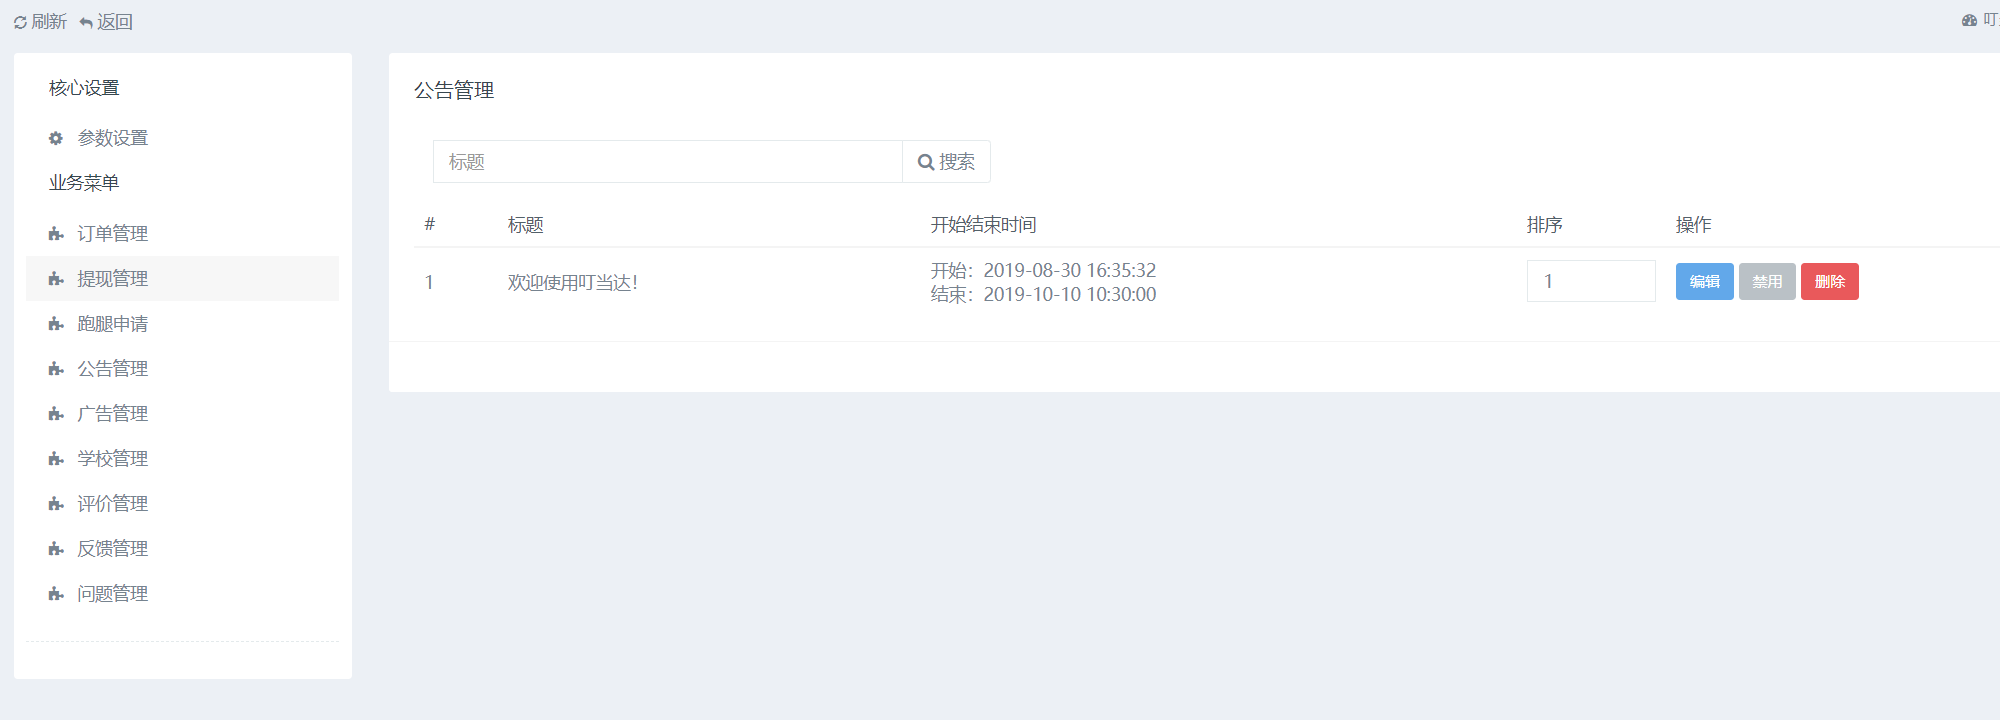 刷新 返回
叮
核心设置
参数设置
业务菜单
订单管理
提现管理
跑腿申请
公告管理
广告管理
学校管理
评价管理
反馈管理
问题管理
公告管理
标题 搜索
# 标题 开始结束时间 排序 操作
1 欢迎使用叮当达！ 开始：2019-08-30 16:35:32 1 编辑 禁用 删除
结束：2019-10-10 10:30:00